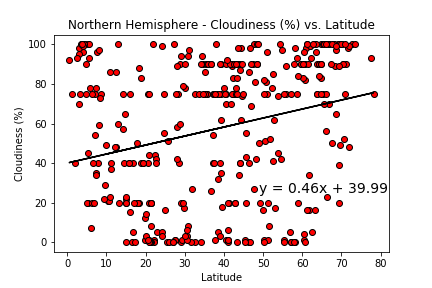 Northern Hemisphere - Cloudiness (%) vs. Latitude
100
80
60
40
20
0
Cloudiness (%)
y = 0.46x + 39.99
0 10 20 30 40 50 60 70 80
Latitude